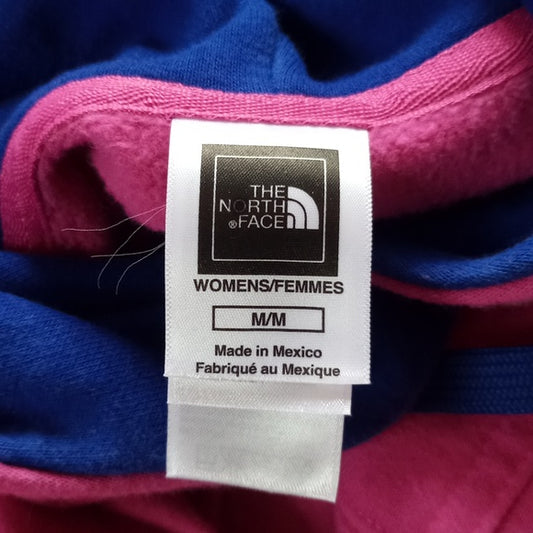 THE
NORTH
®FACE
WOMENS/FEMMES
M/M
Made in Mexico
Fabriqué au Mexique